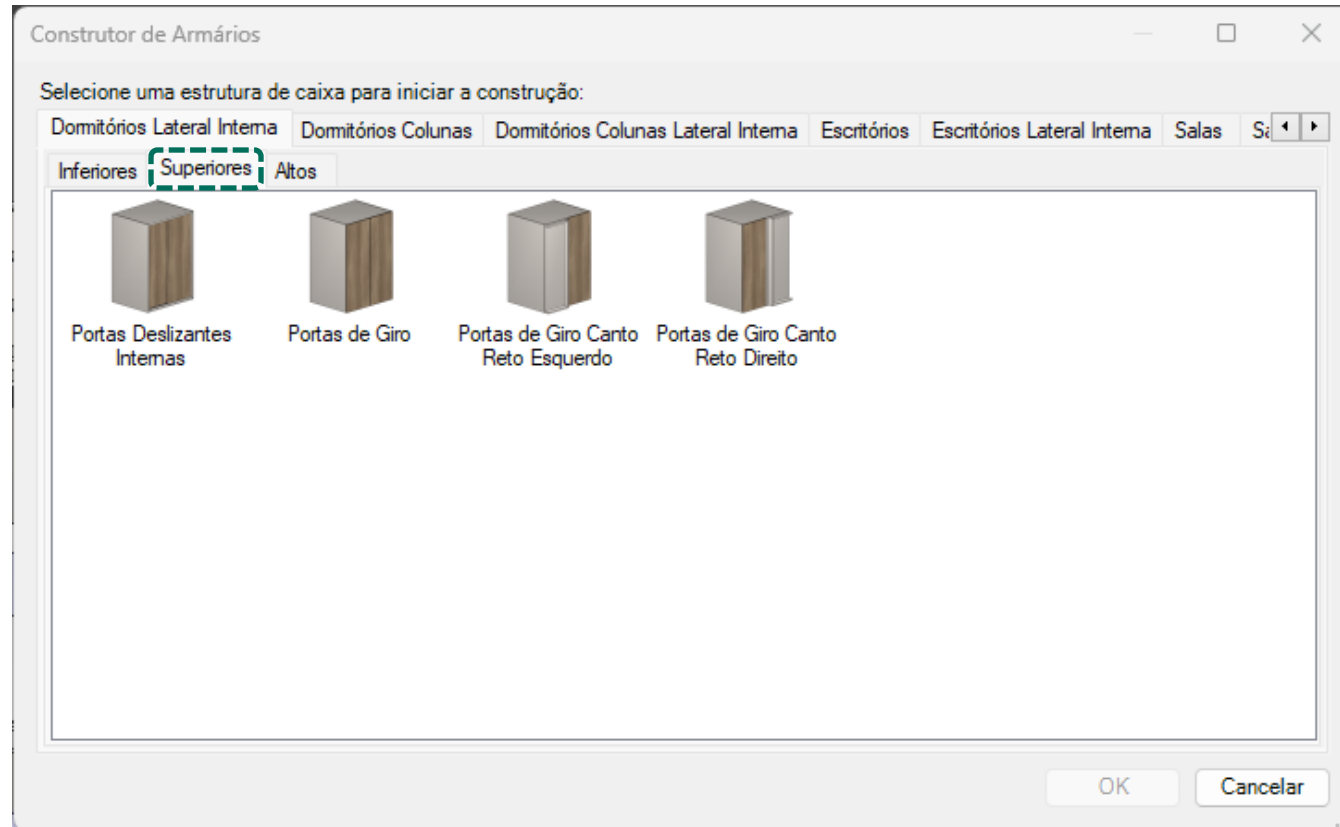 Construtor de Armários
Selecione uma estrutura de caixa para iniciar a construção:
Dormitórios Lateral Interna Dormitórios Colunas Dormitórios Colunas Lateral Interna Escritórios Escritórios Lateral Interna Salas
Inferiores Superiores Altos
Portas Deslizantes Internas
Portas de Giro
Portas de Giro Canto Reto Esquerdo
Portas de Giro Canto Reto Direito
OK Cancelar